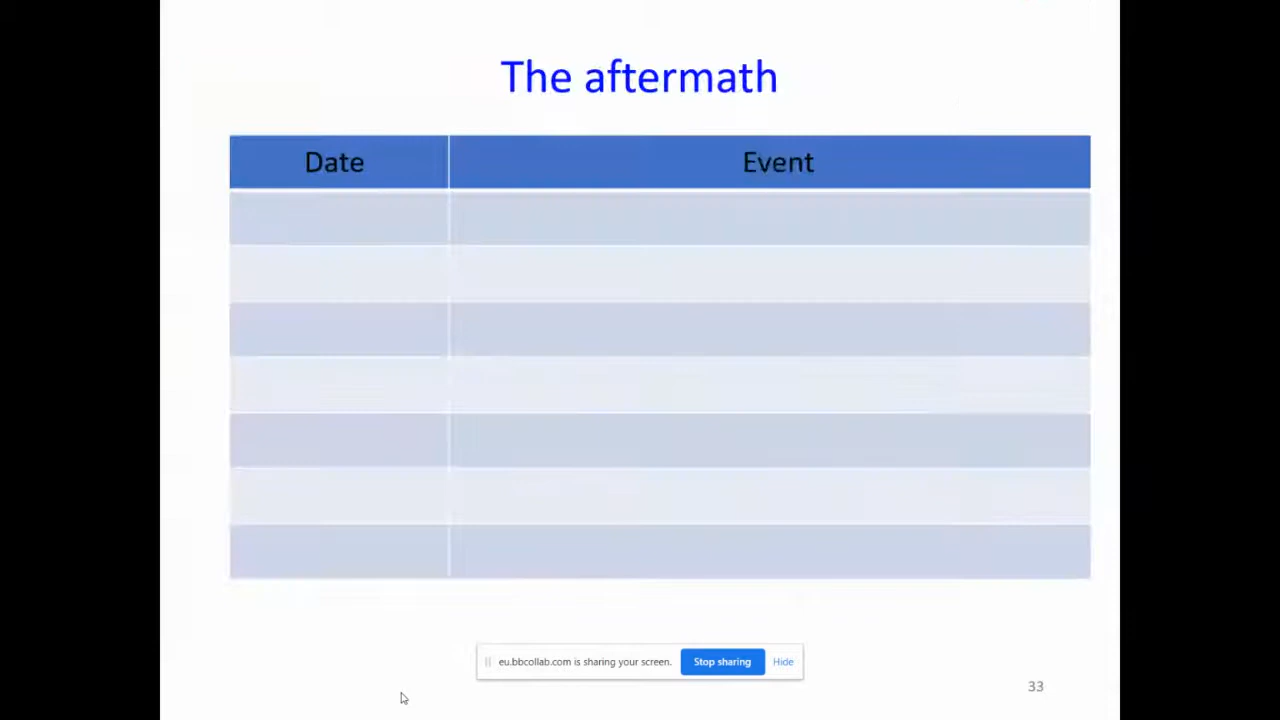 The aftermath
Date Event
eu.bbcollab.com is sharing your screen. Stop sharing Hide
33